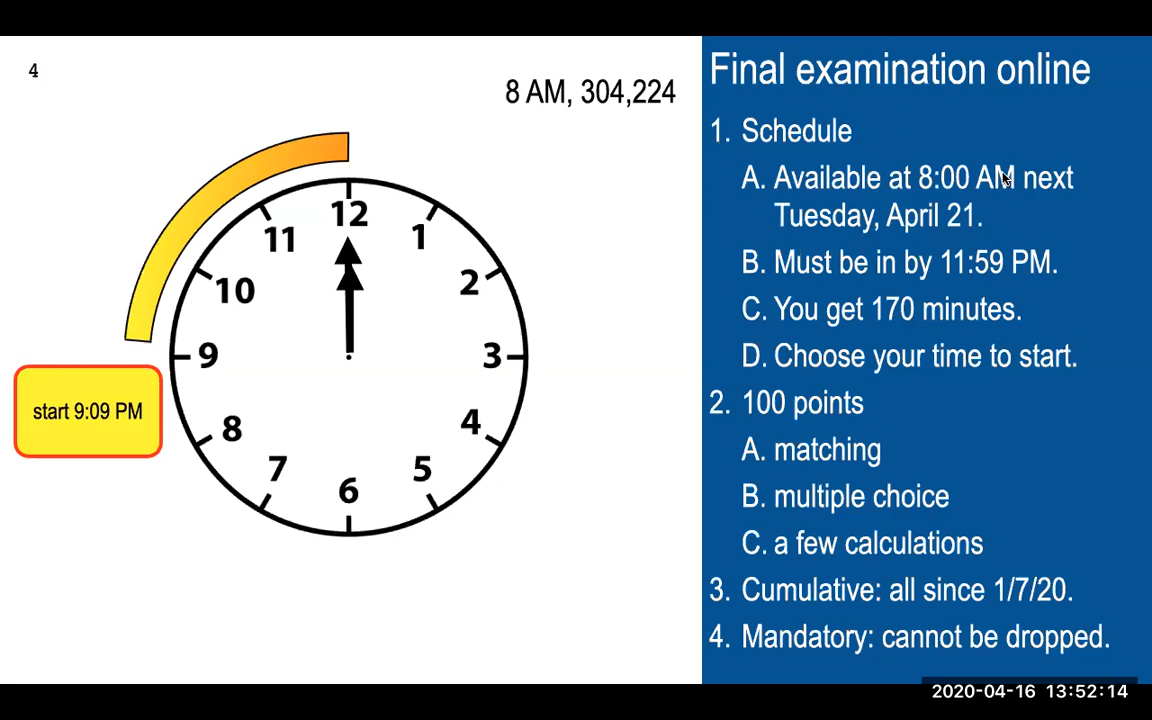 4
8 AM, 304,224
12
1
2
3
4
5
6
7
8
9
10
11
start 9:09 PM
Final examination online
1. Schedule
A. Available at 8:00 AM next
Tuesday, April 21.
B. Must be in by 11:59 PM.
C. You get 170 minutes.
D. Choose your time to start.
2. 100 points
A. matching
B. multiple choice
C. a few calculations
3. Cumulative: all since 1/7/20.
4. Mandatory: cannot be dropped.
2020-04-16 13:52:14